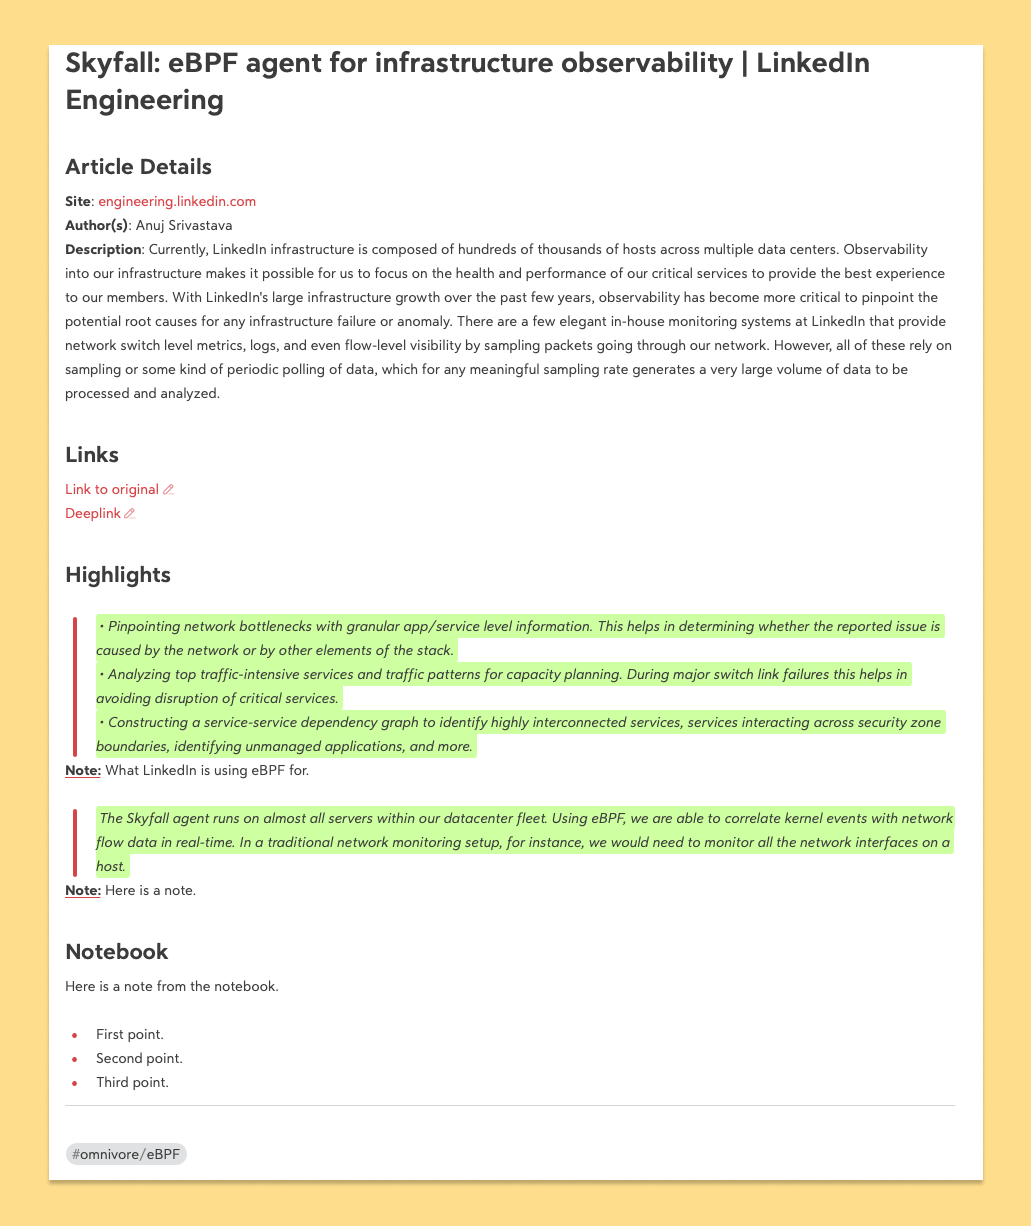 Skyfall: eBPF agent for infrastructure observability | LinkedIn
Engineering
Article Details
Site: engineering.linkedin.com
Author(s): Anuj Srivastava
Description: Currently, LinkedIn infrastructure is composed of hundreds of thousands of hosts across multiple data centers. Observability
into our infrastructure makes it possible for us to focus on the health and performance of our critical services to provide the best experience
to our members. With LinkedIn's large infrastructure growth over the past few years, observability has become more critical to pinpoint the
potential root causes for any infrastructure failure or anomaly. There are a few elegant in-house monitoring systems at LinkedIn that provide
network switch level metrics, logs, and even flow-level visibility by sampling packets going through our network. However, all of these rely on
sampling or some kind of periodic polling of data, which for any meaningful sampling rate generates a very large volume of data to be
processed and analyzed.
Links
Link to original
Deeplink
Highlights
• Pinpointing network bottlenecks with granular app/service level information. This helps in determining whether the reported issue is
caused by the network or by other elements of the stack.
• Analyzing top traffic-intensive services and traffic patterns for capacity planning. During major switch link failures this helps in
avoiding disruption of critical services.
• Constructing a service-service dependency graph to identify highly interconnected services, services interacting across security zone
boundaries, identifying unmanaged applications, and more.
Note: What LinkedIn is using eBPF for.
The Skyfall agent runs on almost all servers within our datacenter fleet. Using eBPF, we are able to correlate kernel events with network
flow data in real-time. In a traditional network monitoring setup, for instance, we would need to monitor all the network interfaces on a
host.
Note: Here is a note.
Notebook
Here is a note from the notebook.
• First point.
• Second point.
• Third point.
#omnivore/eBPF